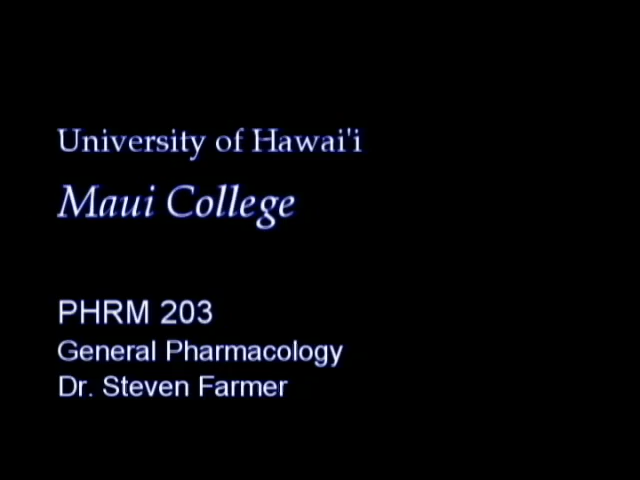 University of Hawai'i
Maui College
PHRM 203
General Pharmacology
Dr. Steven Farmer